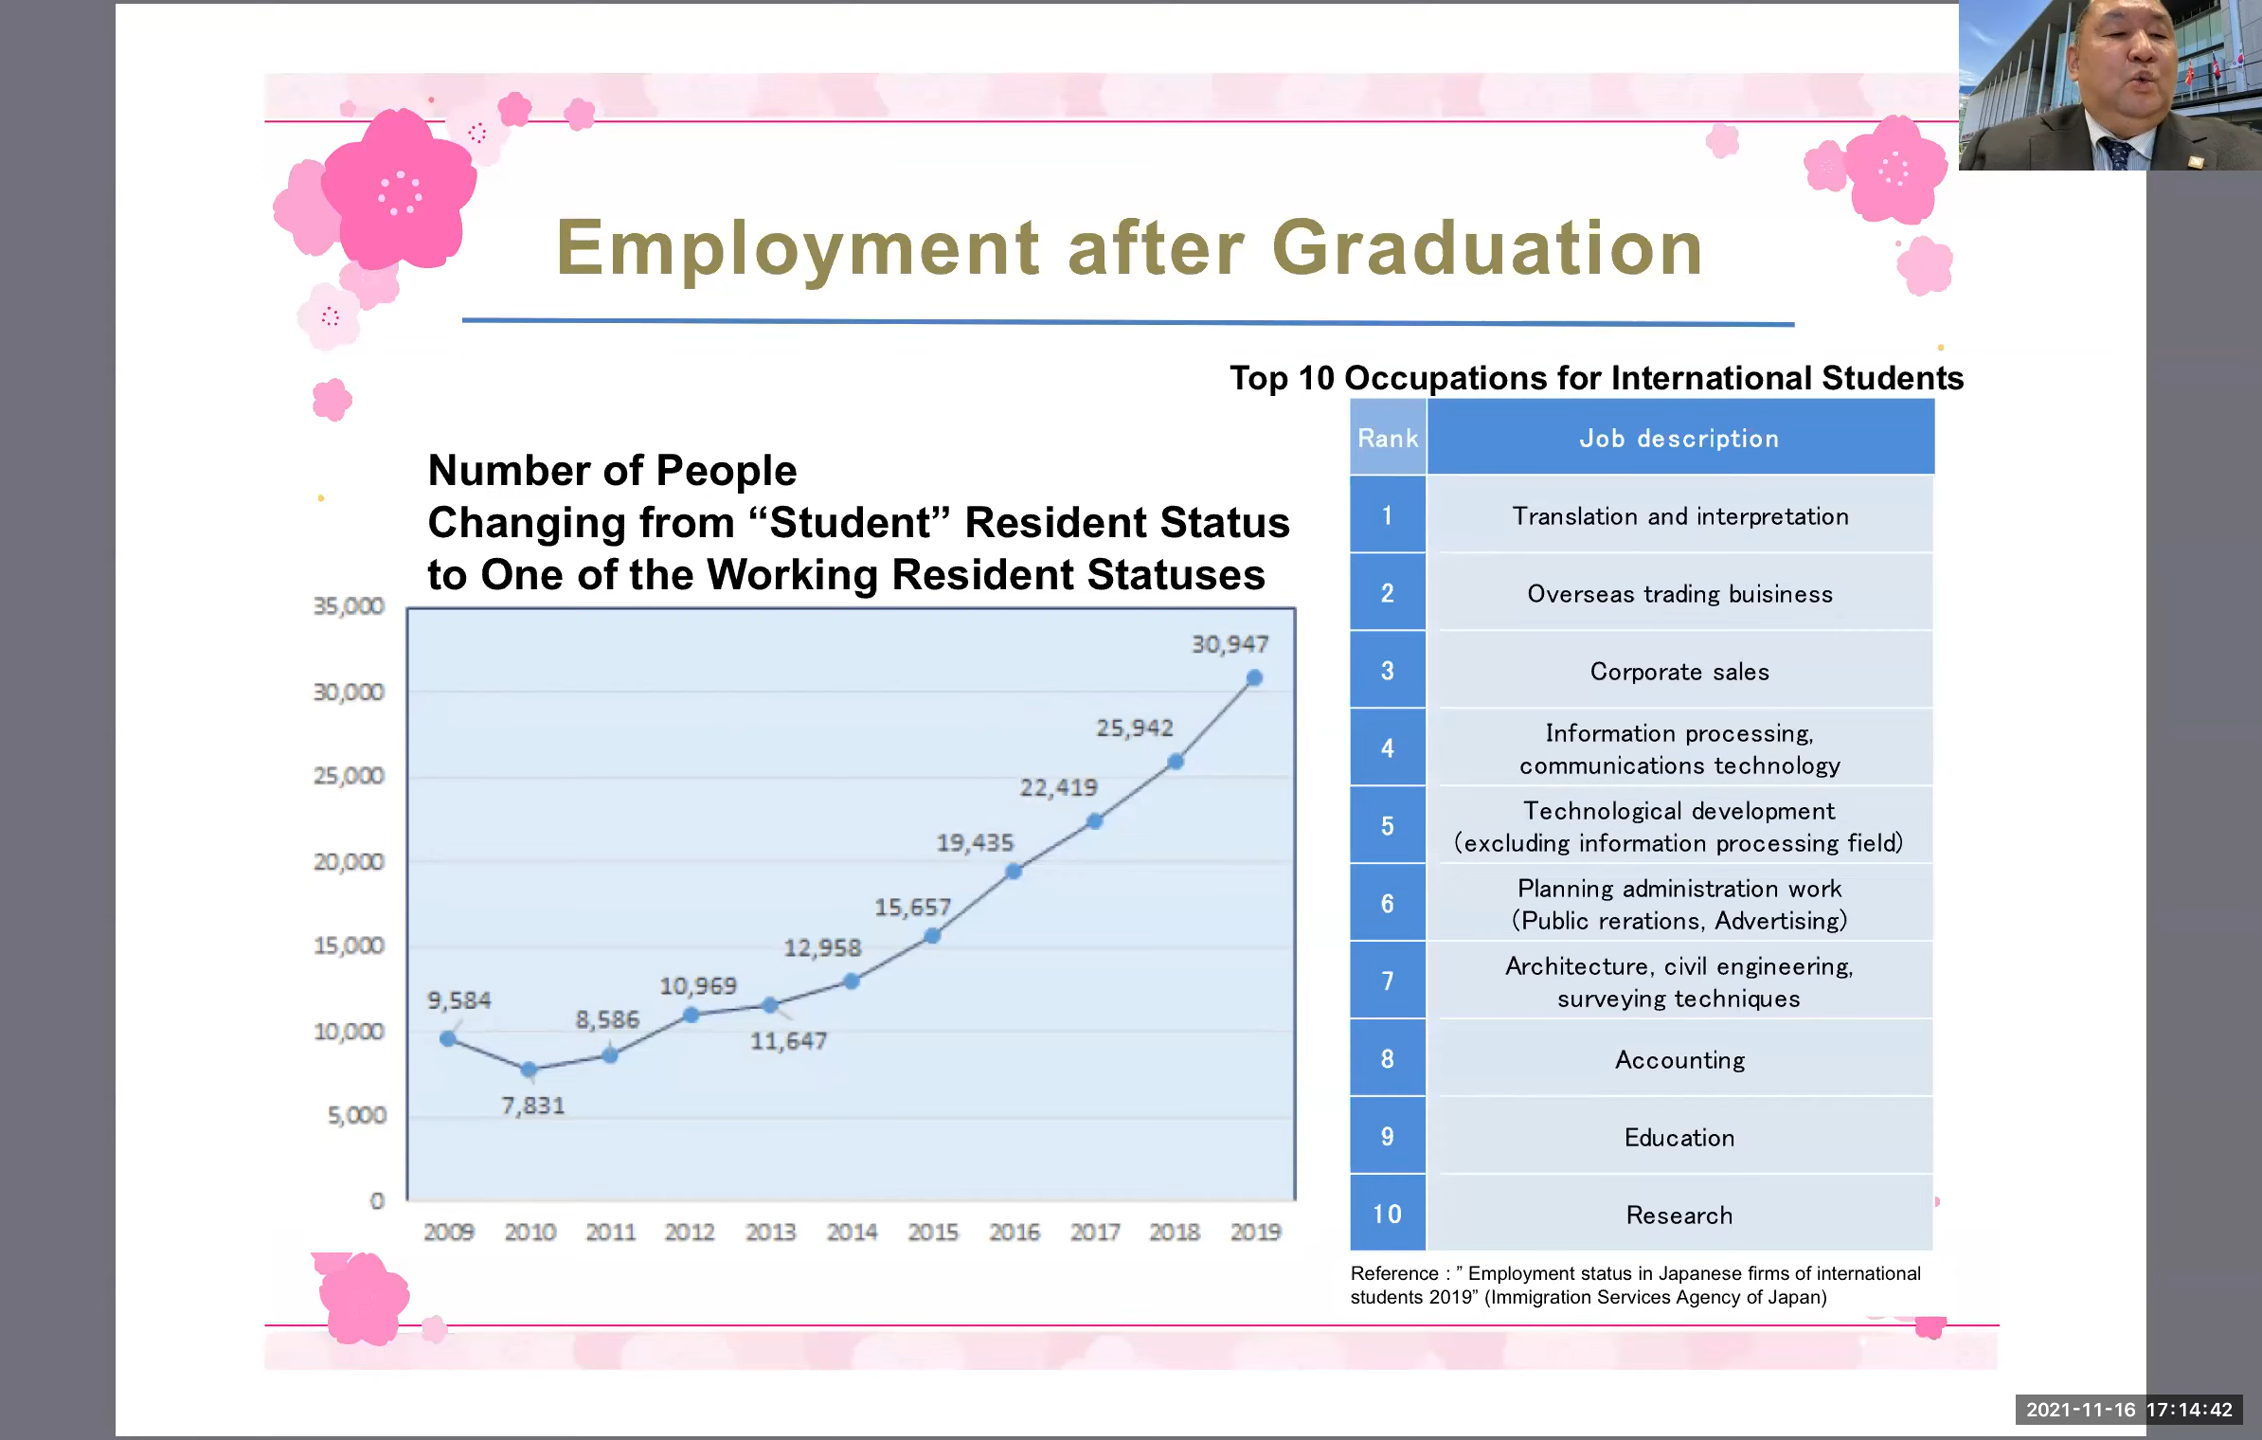 Employment after Graduation
Number of People
Changing from “Student” Resident Status
to One of the Working Resident Statuses
35,000
30,000
25,000
20,000
15,000
10,000
5,000
0
9,584
7,831
8,586
10,969
11,647
12,958
15,657
19,435
22,419
25,942
30,947
2009 2010 2011 2012 2013 2014 2015 2016 2017 2018 2019
Top 10 Occupations for International Students
Rank Job description
1 Translation and interpretation
2 Overseas trading buisiness
3 Corporate sales
4 Information processing,
communications technology
5 Technological development
(excluding information processing field)
6 Planning administration work
(Public rerations, Advertising)
7 Architecture, civil engineering,
surveying techniques
8 Accounting
9 Education
10 Research
Reference : ” Employment status in Japanese firms of international
students 2019” (Immigration Services Agency of Japan)
2021-11-16 17:14:42